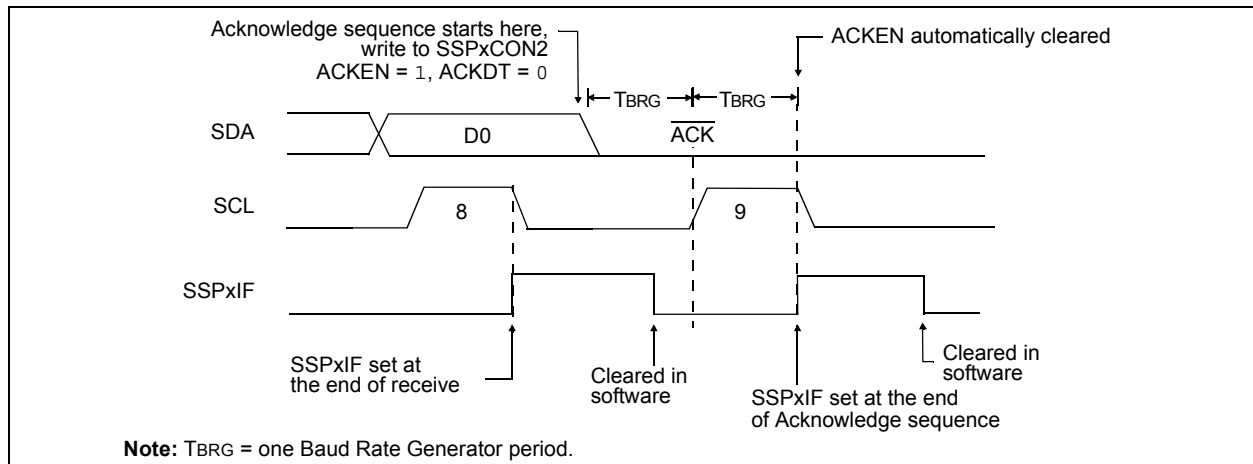 Acknowledge sequence starts here,
write to SSPxCON2
ACKEN = 1, ACKDT = 0
ACKEN automatically cleared
TBRG
TBRG
SDA
D0
ACK
SCL
8
9
SSPxIF
SSPxIF set at
the end of receive
Cleared in
software
SSPxIF set at the end
of Acknowledge sequence
Cleared in
software
Note: TBRG = one Baud Rate Generator period.